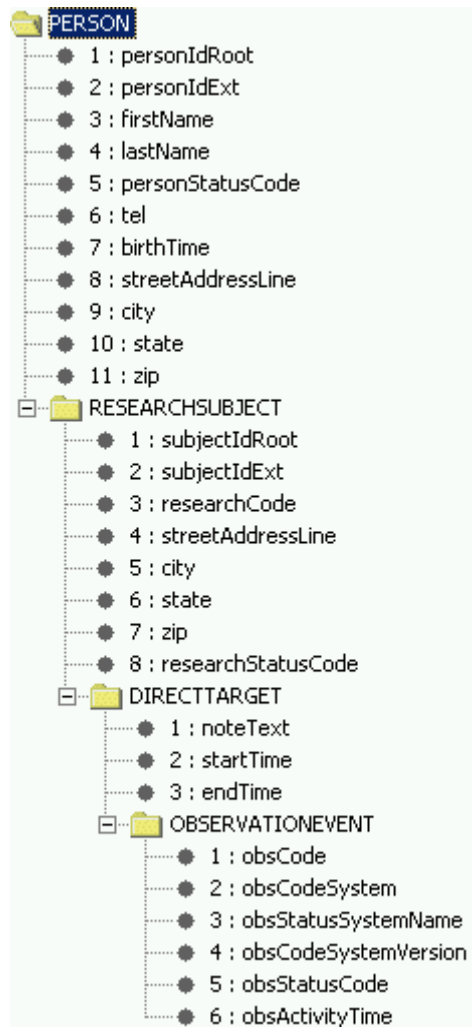 PERSON
1 : personIdRoot
2 : personIdExt
3 : firstName
4 : lastName
5 : personStatusCode
6 : tel
7 : birthTime
8 : streetAddressLine
9 : city
10 : state
11 : zip
RESEARCHSUBJECT
1 : subjectIdRoot
2 : subjectIdExt
3 : researchCode
4 : streetAddressLine
5 : city
6 : state
7 : zip
8 : researchStatusCode
DIRECTTARGET
1 : noteText
2 : startTime
3 : endTime
OBSERVATIONEVENT
1 : obsCode
2 : obsCodeSystem
3 : obsStatusSystemName
4 : obsCodeSystemVersion
5 : obsStatusCode
6 : obsActivityTime